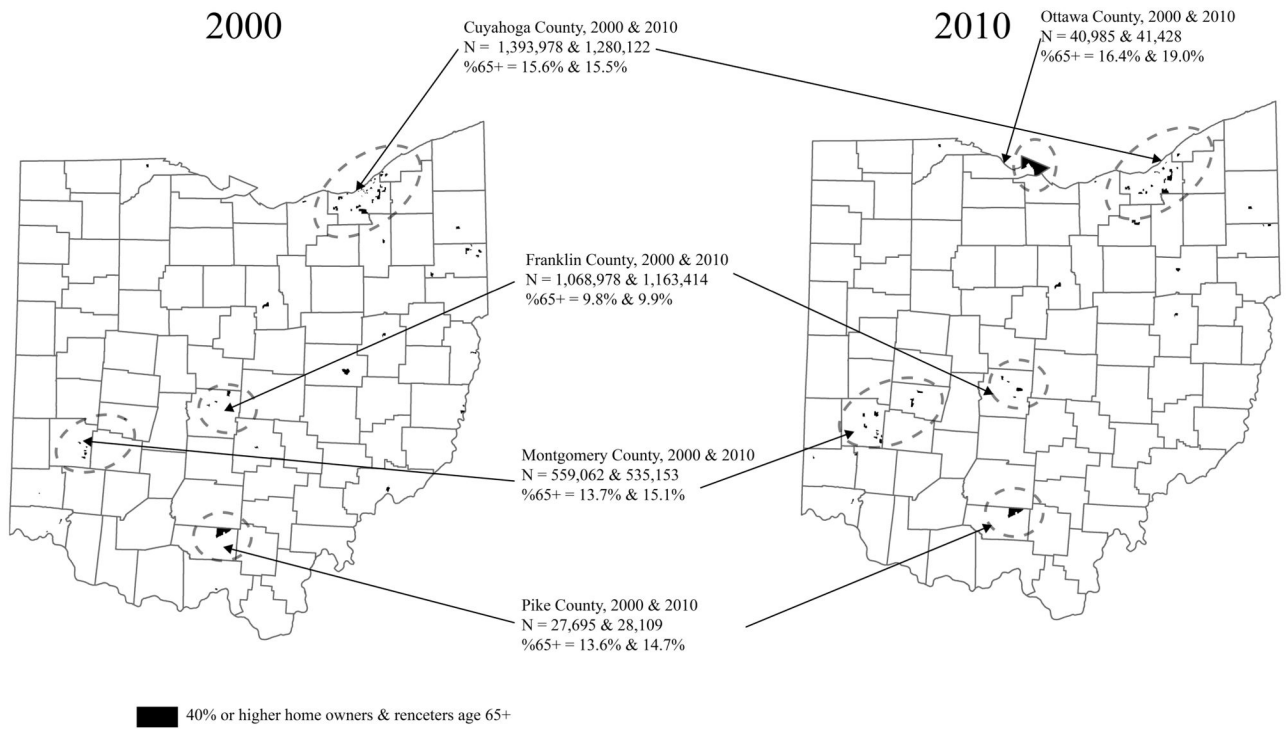 2000
2010
Cuyahoga County, 2000 & 2010
N = 1,393,978 & 1,280,122
%65+ = 15.6% & 15.5%
Ottawa County, 2000 & 2010
N = 40,985 & 41,428
%65+ = 16.4% & 19.0%
Franklin County, 2000 & 2010
N = 1,068,978 & 1,163,414
%65+ = 9.8% & 9.9%
Montgomery County, 2000 & 2010
N = 559,062 & 535,153
%65+ = 13.7% & 15.1%
Pike County, 2000 & 2010
N = 27,695 & 28,109
%65+ = 13.6% & 14.7%
40% or higher home owners & renceters age 65+